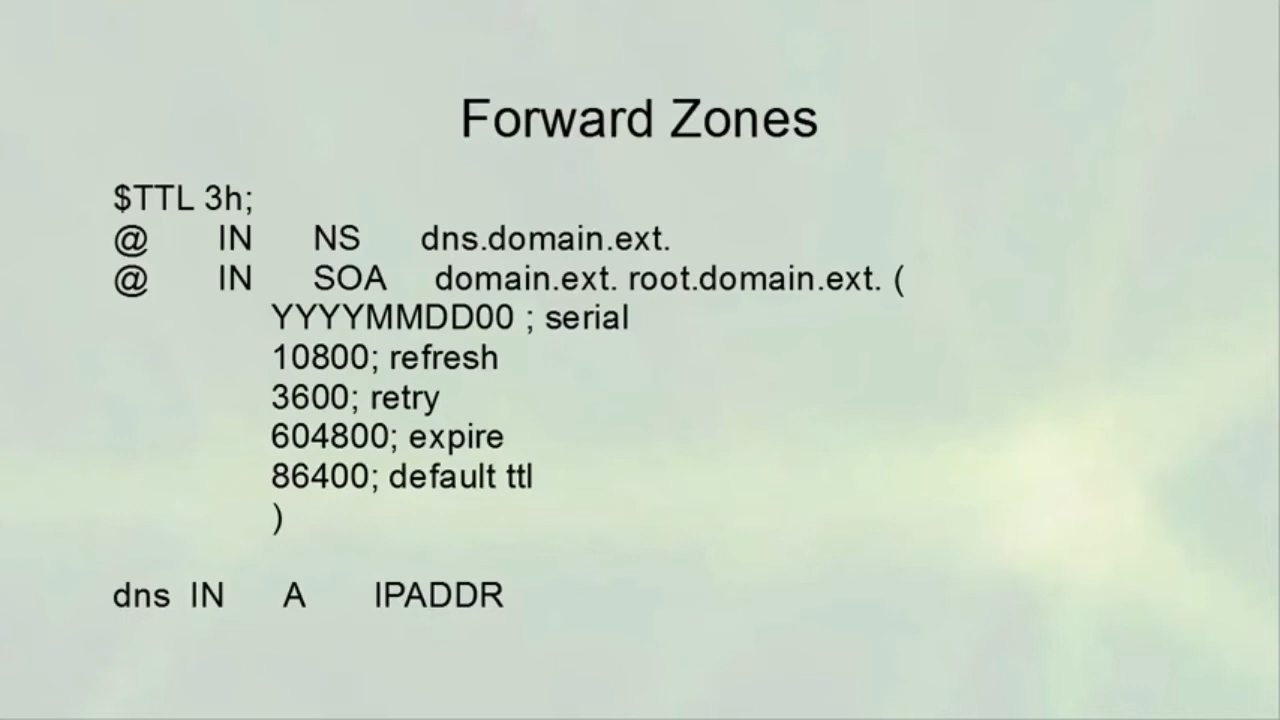 Forward Zones
$TTL 3h;
@ IN NS dns.domain.ext.
@ IN SOA domain.ext. root.domain.ext. (
YYYYMMDD00 ; serial
10800; refresh
3600; retry
604800; expire
86400; default ttl
)
dns IN A IPADDR